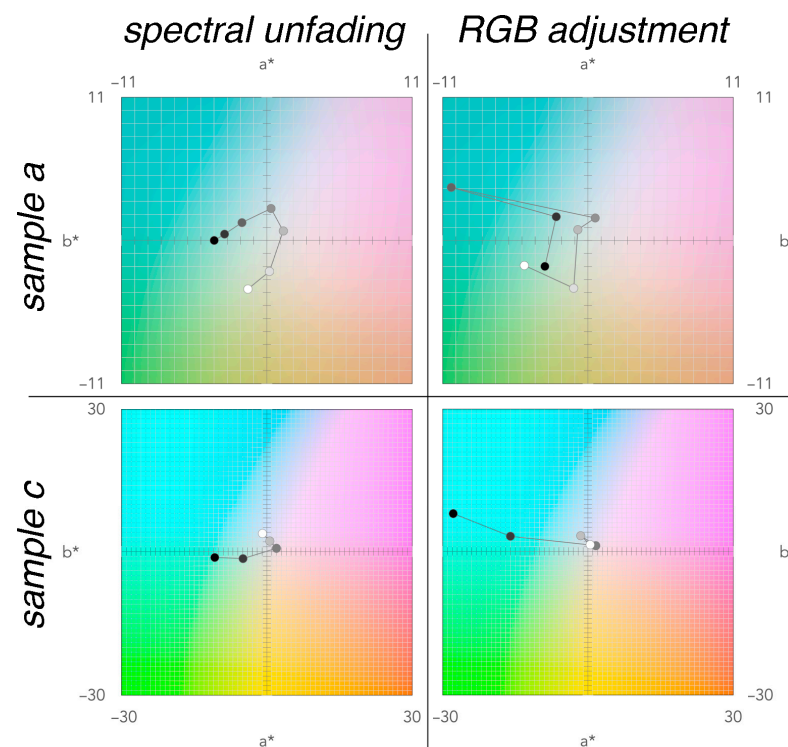 spectral unfading RGB adjustment
a* a*
−11 11 −11 11
11 11
sample a
b* b
−11 −11
30 30
sample c
b* b
−30 −30
−30 30 −30 30
a* a*